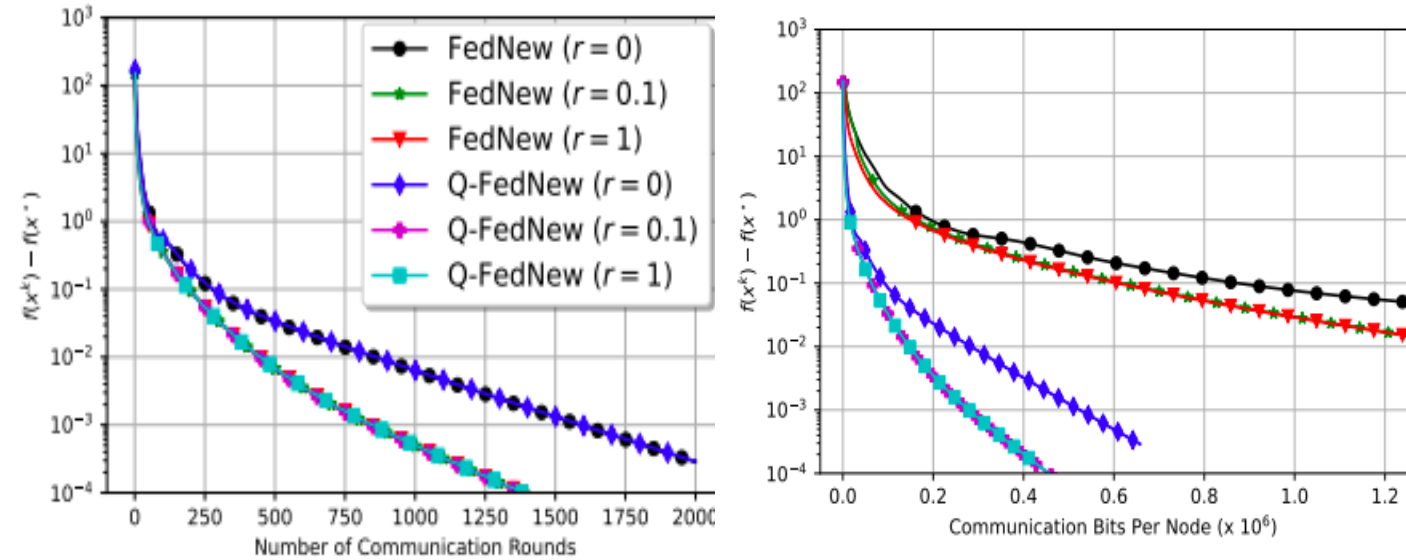 10³
10²
10¹
10⁰
10⁻¹
10⁻²
10⁻³
10⁻⁴
f(xᵏ) − f(x⋆)
0 250 500 750 1000 1250 1500 1750 2000
Number of Communication Rounds
FedNew (r = 0)
FedNew (r = 0.1)
FedNew (r = 1)
Q-FedNew (r = 0)
Q-FedNew (r = 0.1)
Q-FedNew (r = 1)
10³
10²
10¹
10⁰
10⁻¹
10⁻²
10⁻³
10⁻⁴
f(xᵏ) − f(x⋆)
0.0 0.2 0.4 0.6 0.8 1.0 1.2
Communication Bits Per Node (x 10⁶)